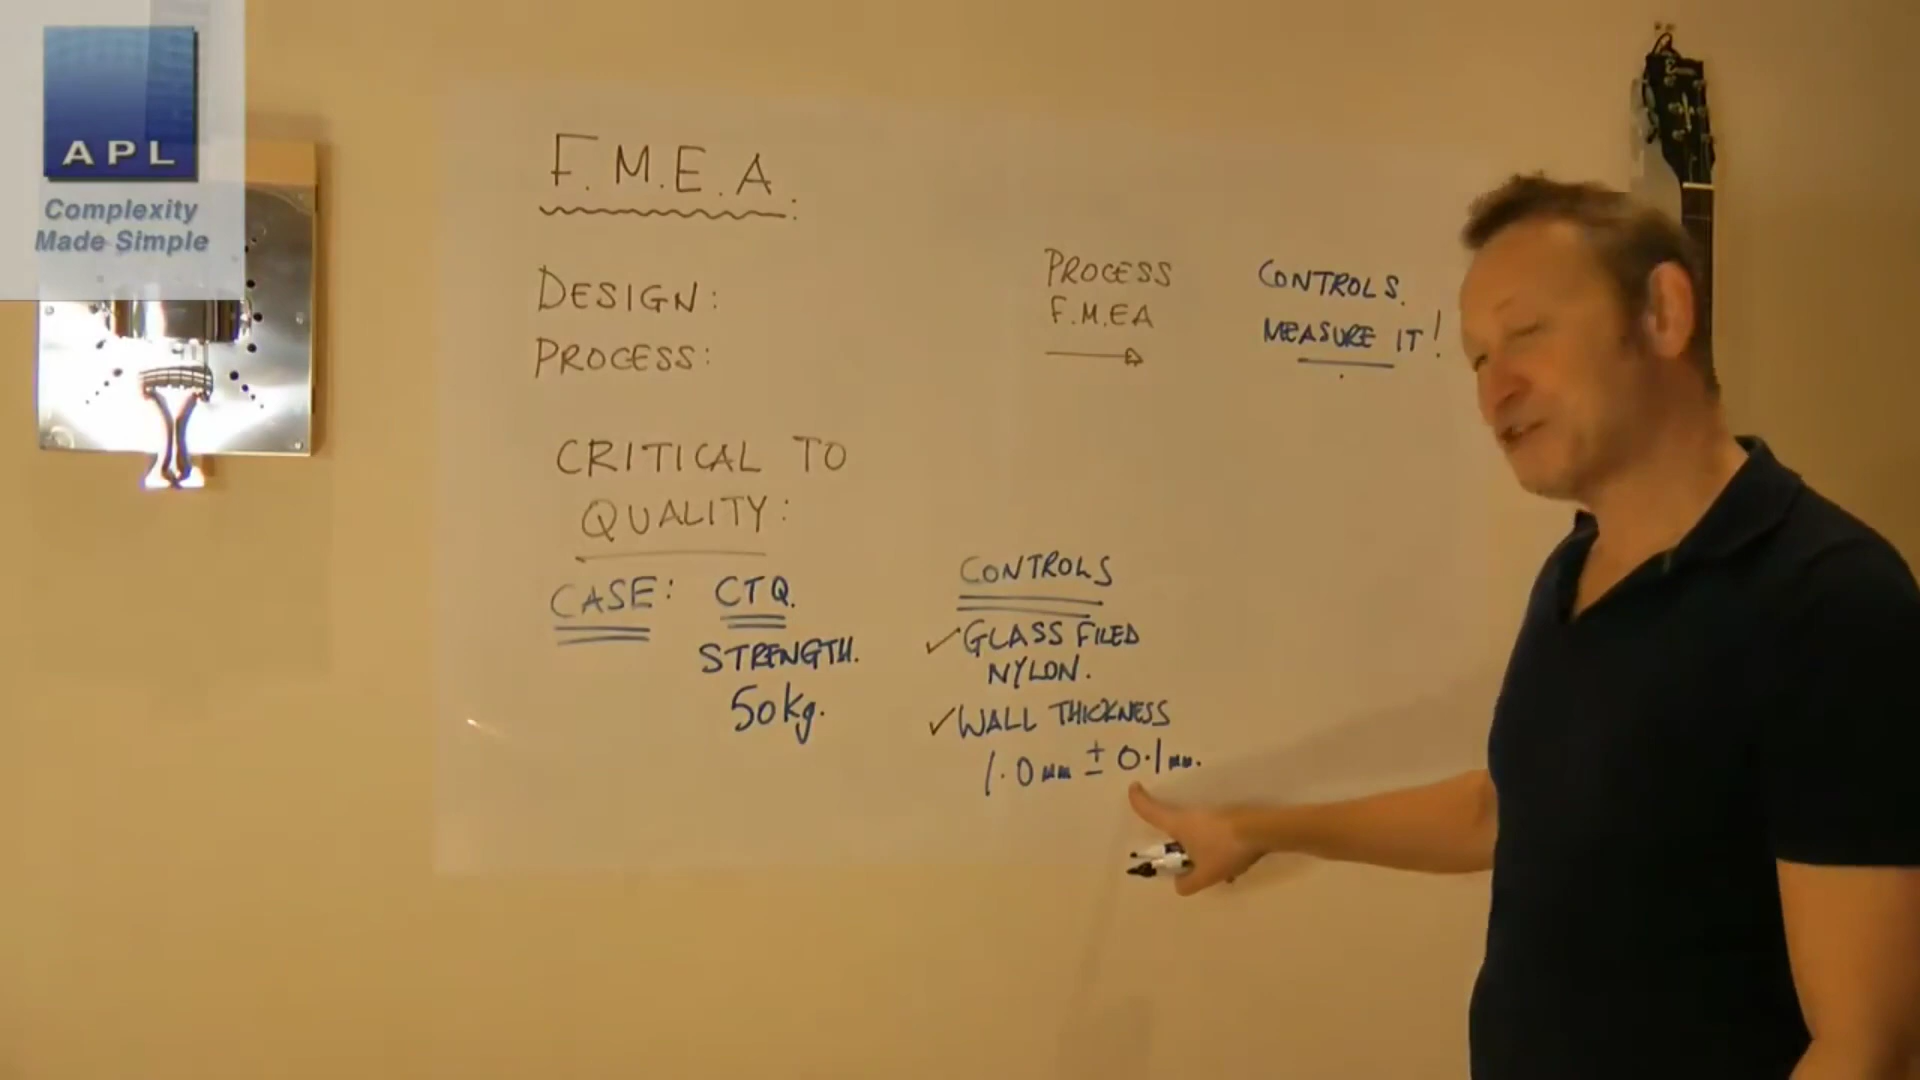 APL
Complexity
Made Simple
F.M.E.A.:
DESIGN:
PROCESS:
CRITICAL TO
QUALITY:
CASE: CTQ.
STRENGTH.
50kg.
PROCESS
F.M.EA
CONTROLS.
MEASURE IT!
CONTROLS
✓GLASS FILED
NYLON.
✓WALL THICKNESS
1.0mm ± 0.1mm.